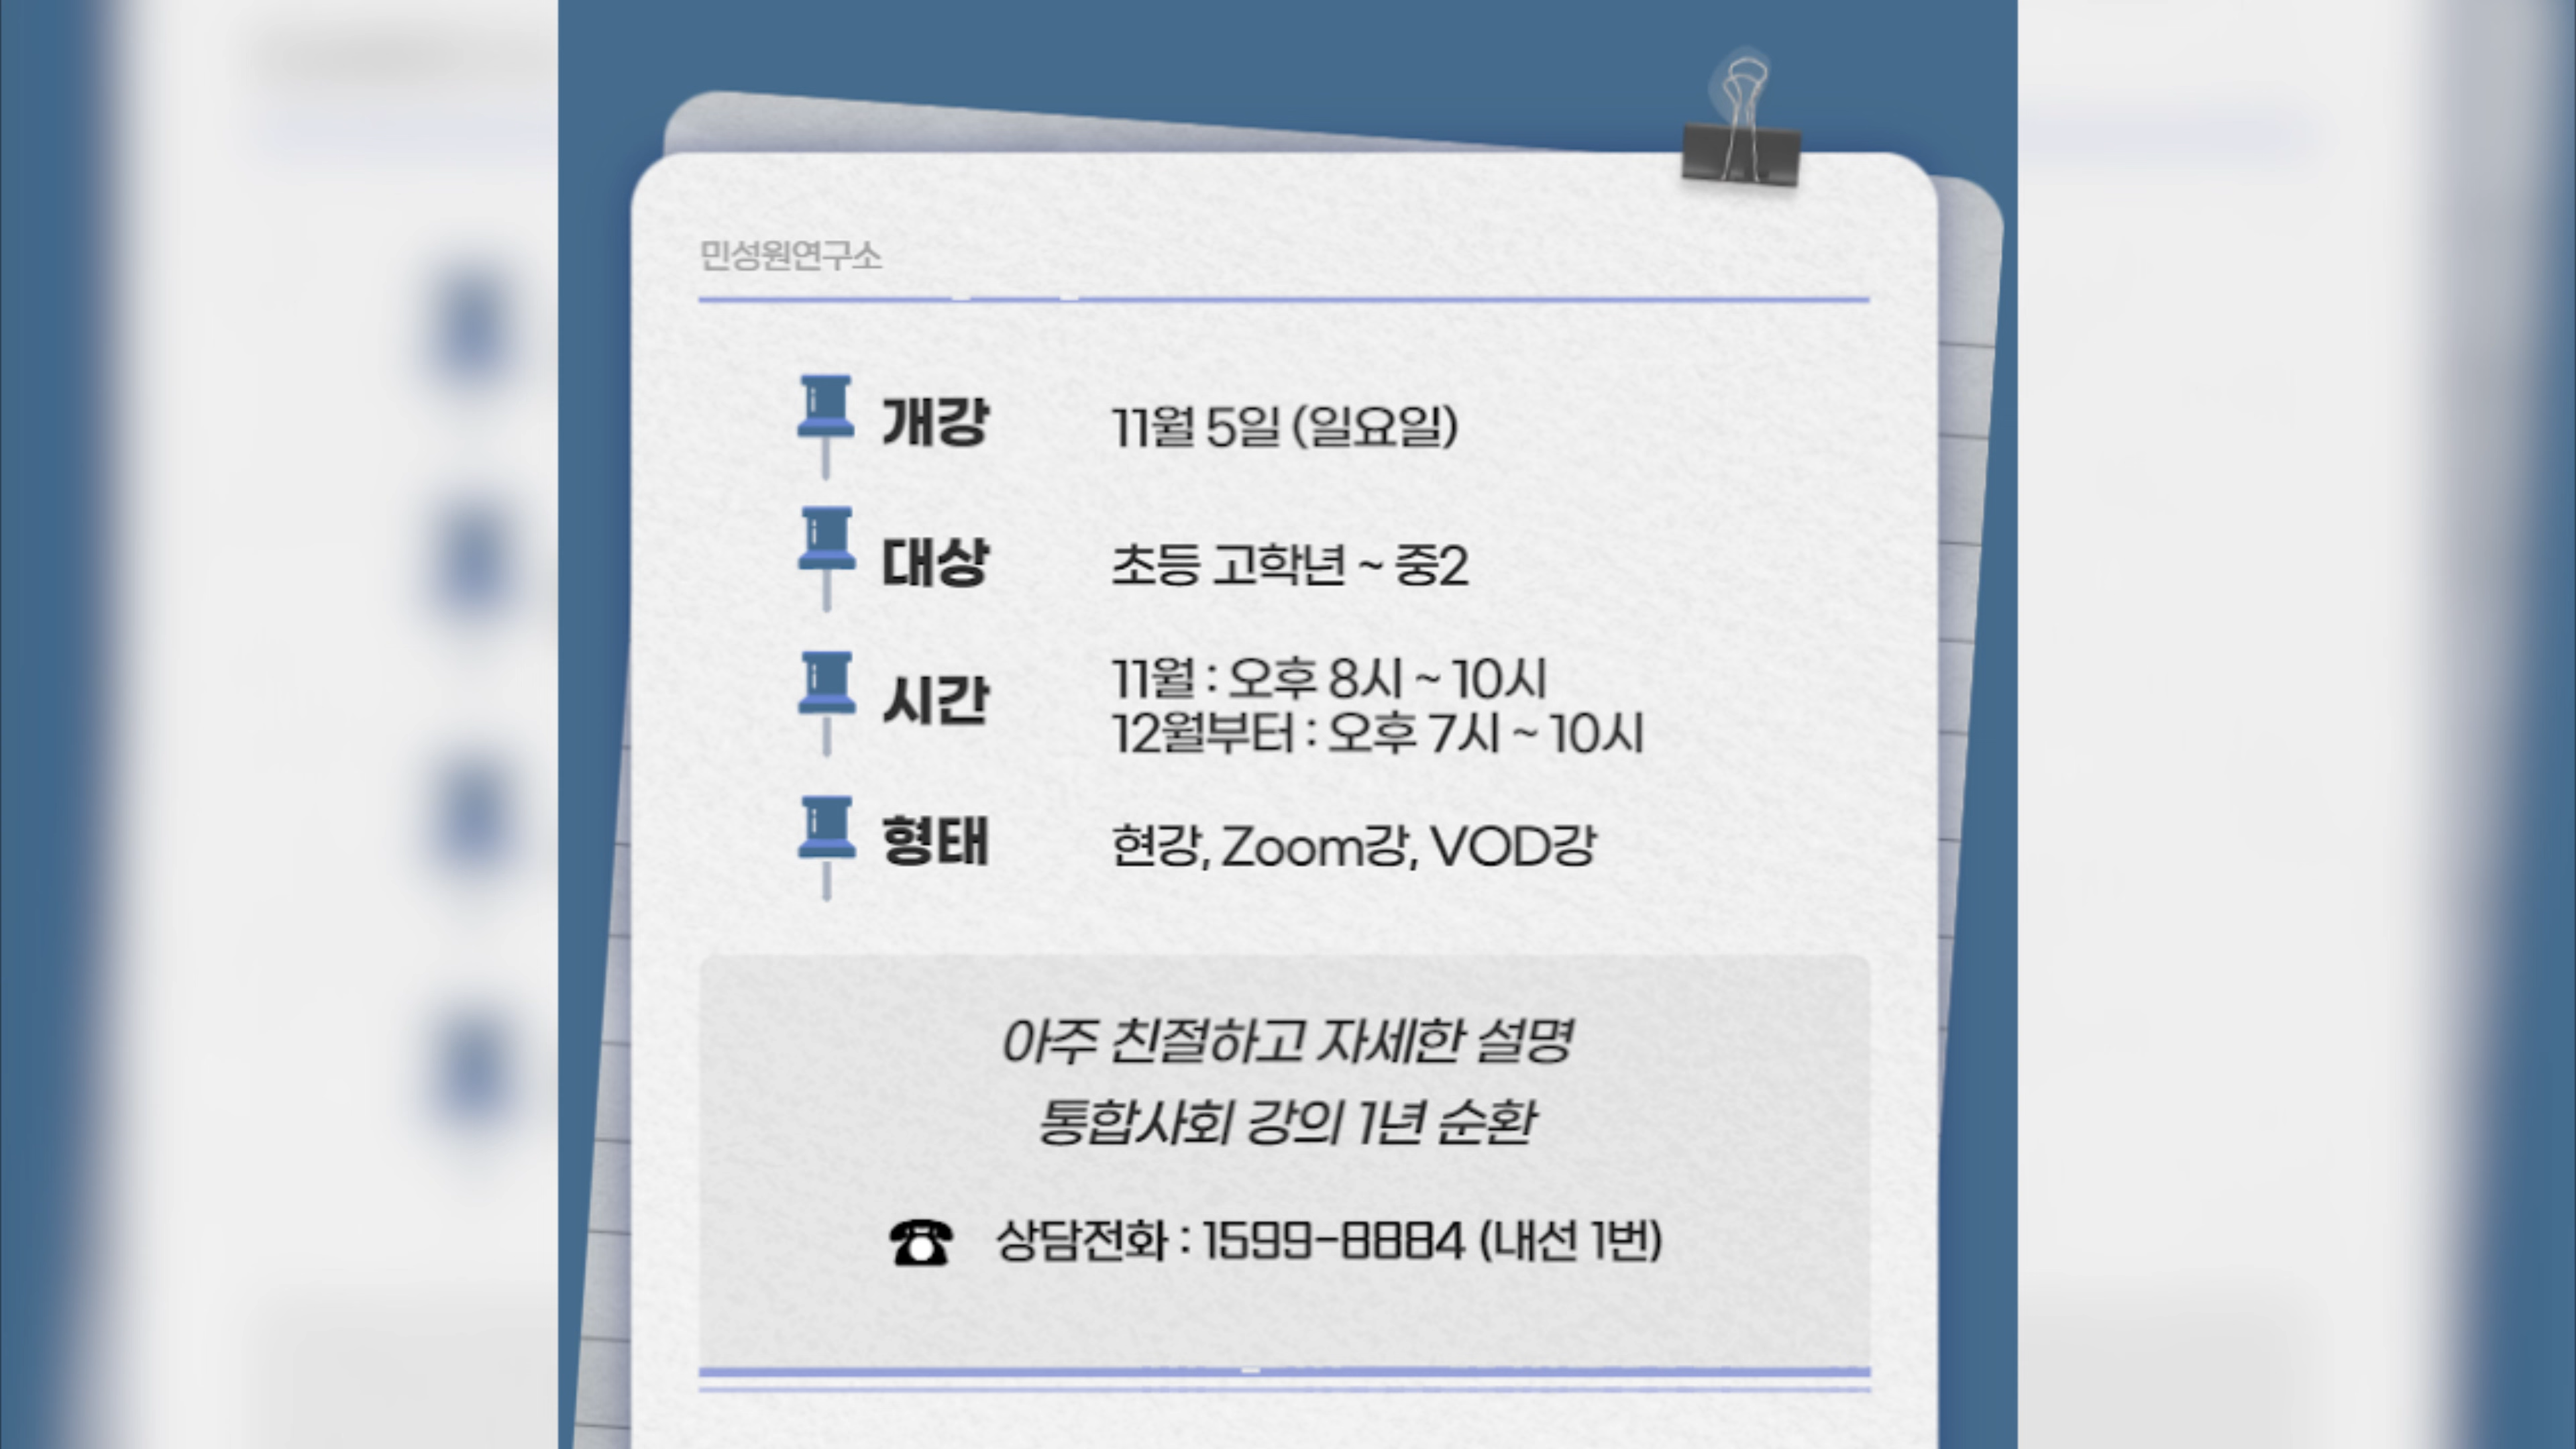 민성원연구소
개강 11월 5일 (일요일)
대상 초등 고학년 ~ 중2
시간 11월 : 오후 8시 ~ 10시
12월부터 : 오후 7시 ~ 10시
형태 현강, Zoom강, VOD강
아주 친절하고 자세한 설명
통합사회 강의 1년 순환
☎ 상담전화 : 1599-8884 (내선 1번)